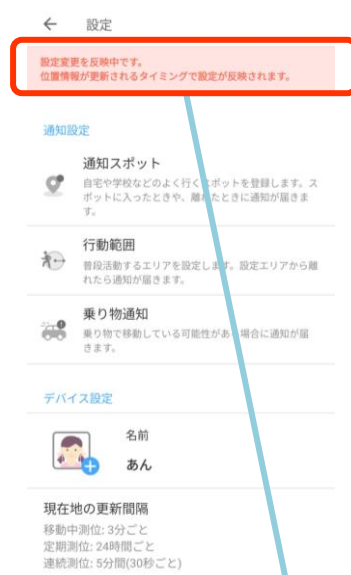 設定
設定変更を反映中です。
位置情報が更新されるタイミングで設定が反映されます。
通知設定
通知スポット
自宅や学校などのよく行くスポットを登録します。ス
ポットに入ったときや、離れたときに通知が届きま
す。
行動範囲
普段活動するエリアを設定します。設定エリアから離
れたら通知が届きます。
乗り物通知
乗り物で移動している可能性がある場合に通知が届
きます。
デバイス設定
名前
あん
現在地の更新間隔
移動中測位: 3分ごと
定期測位: 24時間ごと
連続測位: 5分間(30秒ごと)